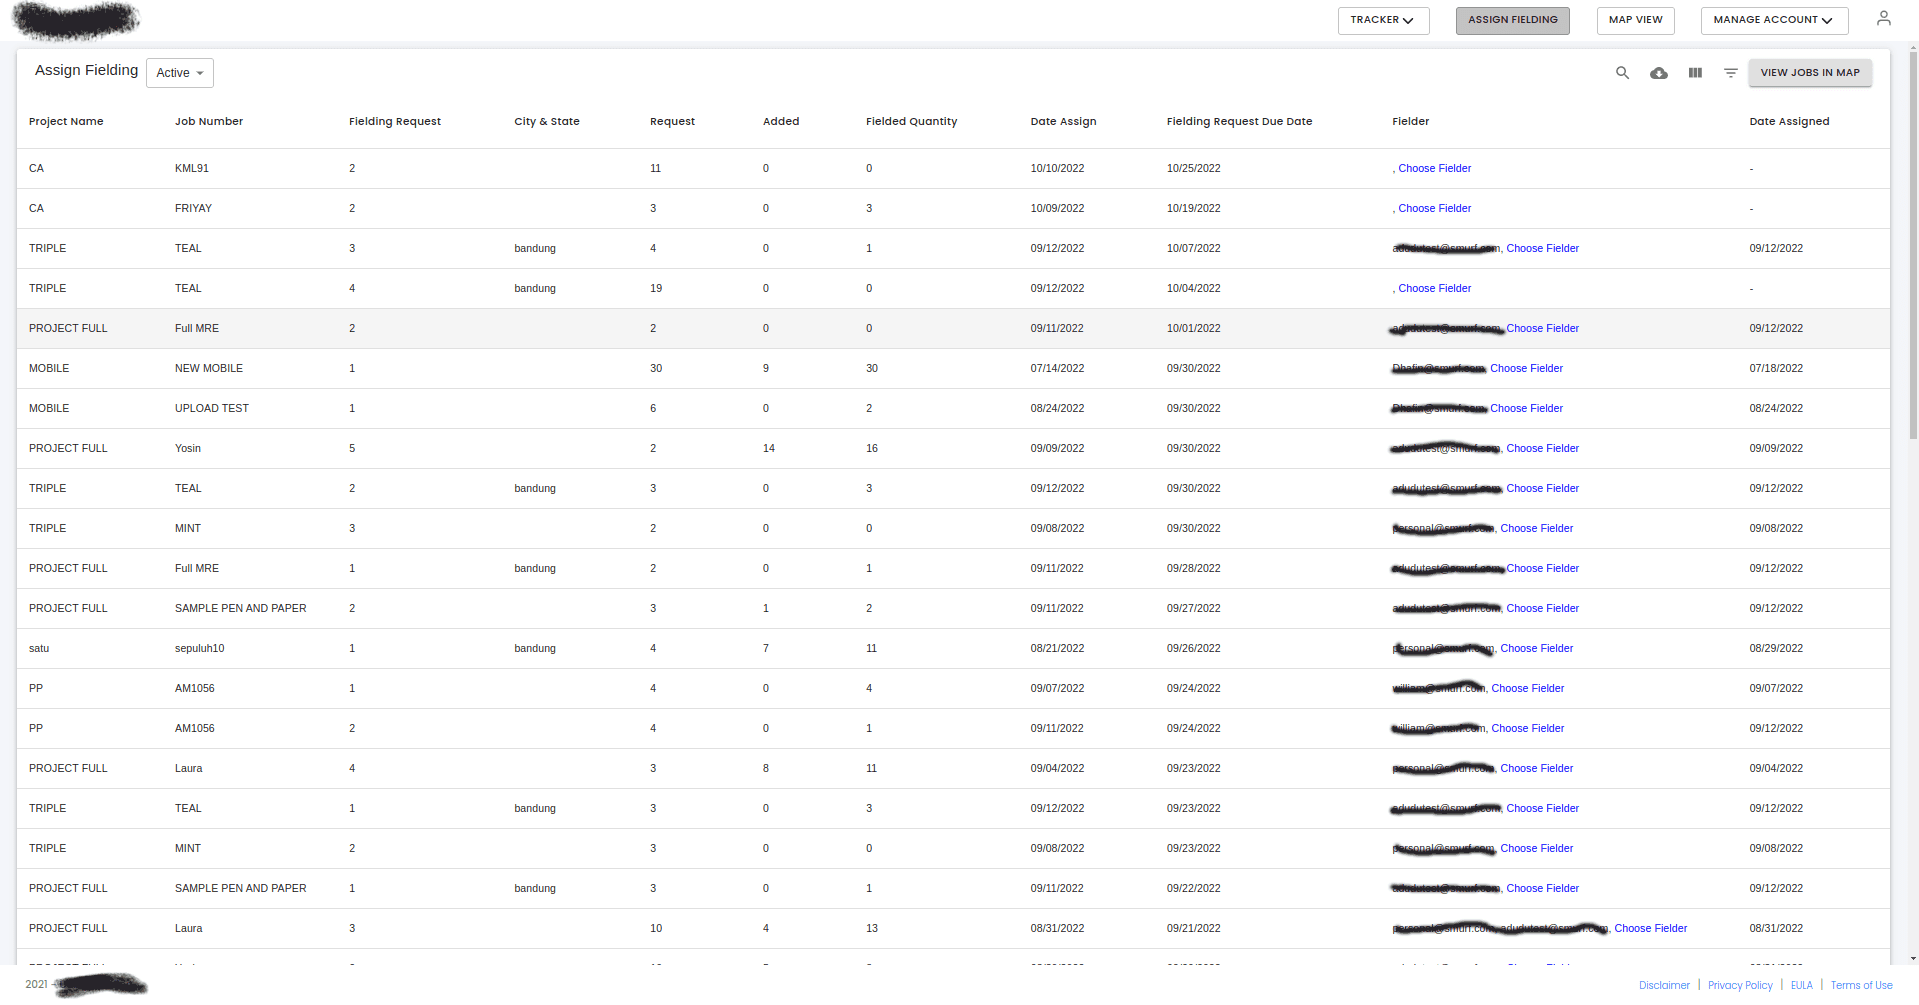 TRACKER ASSIGN FIELDING MAP VIEW MANAGE ACCOUNT
Assign Fielding Active VIEW JOBS IN MAP
Project Name Job Number Fielding Request City & State Request Added Fielded Quantity Date Assign Fielding Request Due Date Fielder Date Assigned
CA KML91 2 11 0 0 10/10/2022 10/25/2022 , Choose Fielder -
CA FRIYAY 2 3 0 3 10/09/2022 10/19/2022 , Choose Fielder -
TRIPLE TEAL 3 bandung 4 0 1 09/12/2022 10/07/2022 Choose Fielder 09/12/2022
TRIPLE TEAL 4 bandung 19 0 0 09/12/2022 10/04/2022 , Choose Fielder -
PROJECT FULL Full MRE 2 2 0 0 09/11/2022 10/01/2022 Choose Fielder 09/12/2022
MOBILE NEW MOBILE 1 30 9 30 07/14/2022 09/30/2022 Choose Fielder 07/18/2022
MOBILE UPLOAD TEST 1 6 0 2 08/24/2022 09/30/2022 Choose Fielder 08/24/2022
PROJECT FULL Yosin 5 2 14 16 09/09/2022 09/30/2022 Choose Fielder 09/09/2022
TRIPLE TEAL 2 bandung 3 0 3 09/12/2022 09/30/2022 Choose Fielder 09/12/2022
TRIPLE MINT 3 2 0 0 09/08/2022 09/30/2022 Choose Fielder 09/08/2022
PROJECT FULL Full MRE 1 bandung 2 0 1 09/11/2022 09/28/2022 Choose Fielder 09/12/2022
PROJECT FULL SAMPLE PEN AND PAPER 2 3 1 2 09/11/2022 09/27/2022 Choose Fielder 09/12/2022
satu sepuluh10 1 bandung 4 7 11 08/21/2022 09/26/2022 Choose Fielder 08/29/2022
PP AM1056 1 4 0 4 09/07/2022 09/24/2022 Choose Fielder 09/07/2022
PP AM1056 2 4 0 1 09/11/2022 09/24/2022 Choose Fielder 09/12/2022
PROJECT FULL Laura 4 3 8 11 09/04/2022 09/23/2022 Choose Fielder 09/04/2022
TRIPLE TEAL 1 bandung 3 0 3 09/12/2022 09/23/2022 Choose Fielder 09/12/2022
TRIPLE MINT 2 3 0 0 09/08/2022 09/23/2022 Choose Fielder 09/08/2022
PROJECT FULL SAMPLE PEN AND PAPER 1 bandung 3 0 1 09/11/2022 09/22/2022 Choose Fielder 09/12/2022
PROJECT FULL Laura 3 10 4 13 08/31/2022 09/21/2022 Choose Fielder 08/31/2022
2021 Disclaimer | Privacy Policy | EULA | Terms of Use